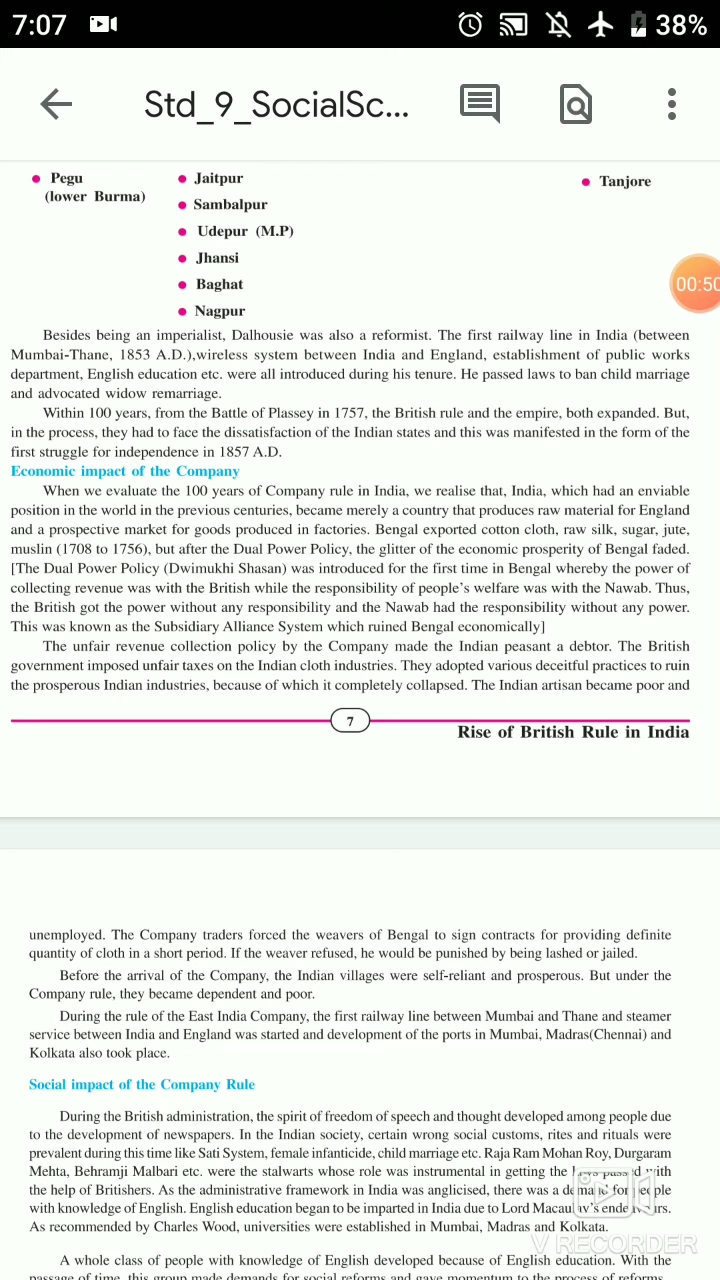 7:07
38%
Std_9_SocialSc...
• Pegu
(lower Burma)
• Jaitpur
• Sambalpur
• Udepur (M.P)
• Jhansi
• Baghat
• Nagpur
• Tanjore
00:50
Besides being an imperialist, Dalhousie was also a reformist. The first railway line in India (between
Mumbai-Thane, 1853 A.D.),wireless system between India and England, establishment of public works
department, English education etc. were all introduced during his tenure. He passed laws to ban child marriage
and advocated widow remarriage.
Within 100 years, from the Battle of Plassey in 1757, the British rule and the empire, both expanded. But,
in the process, they had to face the dissatisfaction of the Indian states and this was manifested in the form of the
first struggle for independence in 1857 A.D.
Economic impact of the Company
When we evaluate the 100 years of Company rule in India, we realise that, India, which had an enviable
position in the world in the previous centuries, became merely a country that produces raw material for England
and a prospective market for goods produced in factories. Bengal exported cotton cloth, raw silk, sugar, jute,
muslin (1708 to 1756), but after the Dual Power Policy, the glitter of the economic prosperity of Bengal faded.
[The Dual Power Policy (Dwimukhi Shasan) was introduced for the first time in Bengal whereby the power of
collecting revenue was with the British while the responsibility of people's welfare was with the Nawab. Thus,
the British got the power without any responsibility and the Nawab had the responsibility without any power.
This was known as the Subsidiary Alliance System which ruined Bengal economically]
The unfair revenue collection policy by the Company made the Indian peasant a debtor. The British
government imposed unfair taxes on the Indian cloth industries. They adopted various deceitful practices to ruin
the prosperous Indian industries, because of which it completely collapsed. The Indian artisan became poor and
7
Rise of British Rule in India
unemployed. The Company traders forced the weavers of Bengal to sign contracts for providing definite
quantity of cloth in a short period. If the weaver refused, he would be punished by being lashed or jailed.
Before the arrival of the Company, the Indian villages were self-reliant and prosperous. But under the
Company rule, they became dependent and poor.
During the rule of the East India Company, the first railway line between Mumbai and Thane and steamer
service between India and England was started and development of the ports in Mumbai, Madras(Chennai) and
Kolkata also took place.
Social impact of the Company Rule
During the British administration, the spirit of freedom of speech and thought developed among people due
to the development of newspapers. In the Indian society, certain wrong social customs, rites and rituals were
prevalent during this time like Sati System, female infanticide, child marriage etc. Raja Ram Mohan Roy, Durgaram
Mehta, Behramji Malbari etc. were the stalwarts whose role was instrumental in getting the laws passed with
the help of Britishers. As the administrative framework in India was anglicised, there was a demand for people
with knowledge of English. English education began to be imparted in India due to Lord Macaulay's endeavours.
As recommended by Charles Wood, universities were established in Mumbai, Madras and Kolkata.
A whole class of people with knowledge of English developed because of English education. With the
passage of time, this group made demands for social reforms and gave momentum to the process of reforms.
V RECORDER